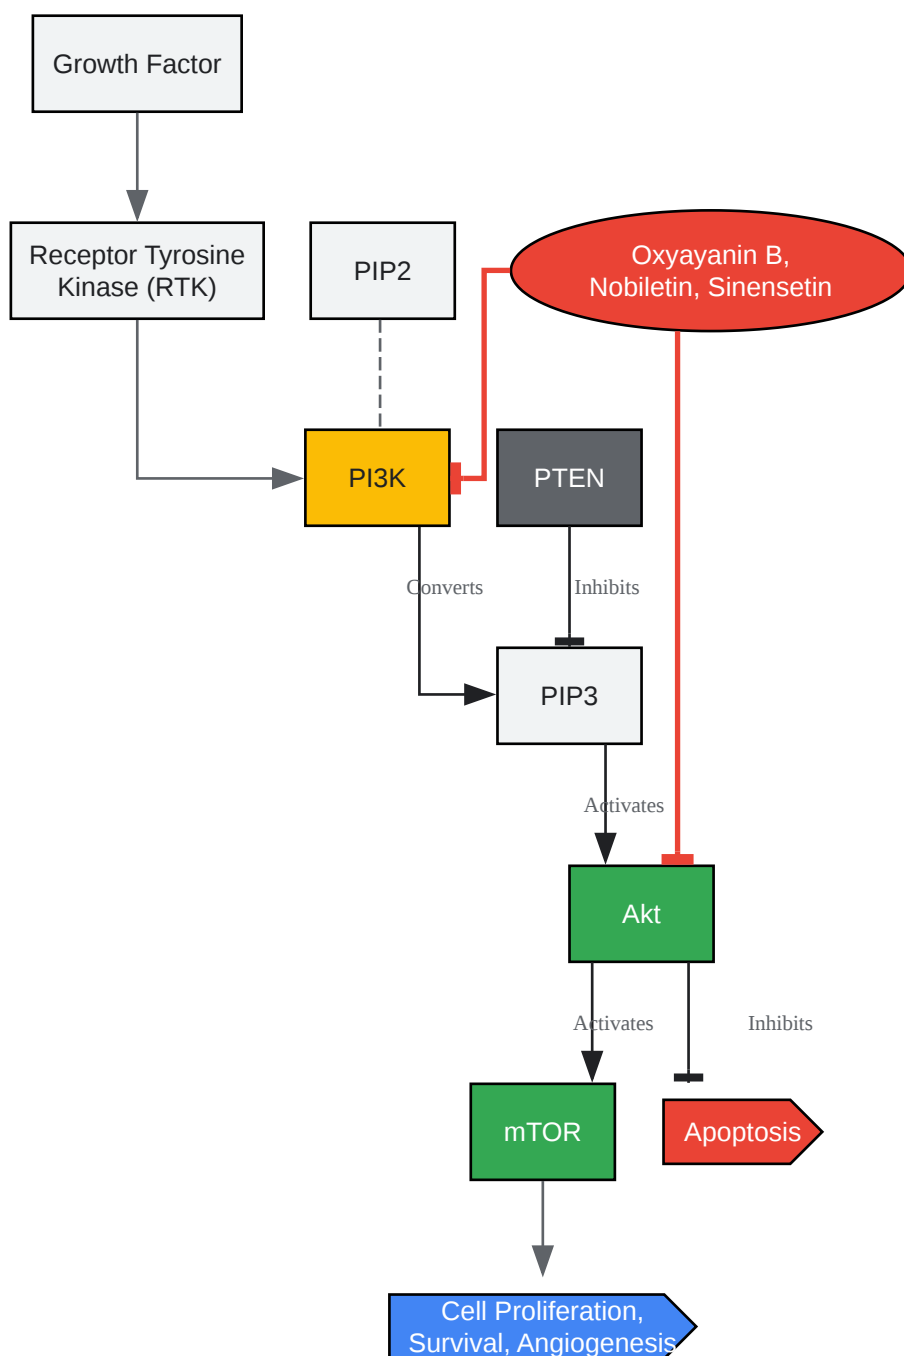 Growth Factor
Receptor Tyrosine
Kinase (RTK)
PIP2
Oxyayanin B,
Nobiletin, Sinensetin
PI3K
PTEN
Converts
Inhibits
PIP3
Activates
Akt
Activates
Inhibits
mTOR
Apoptosis
Cell Proliferation,
Survival, Angiogenesis